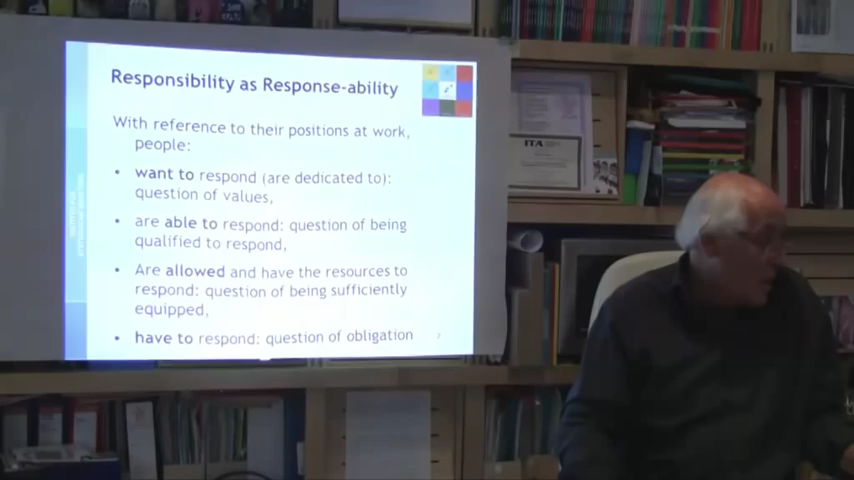 Responsibility as Response-ability
With reference to their positions at work,
people:
• want to respond (are dedicated to):
question of values,
• are able to respond: question of being
qualified to respond,
• Are allowed and have the resources to
respond: question of being sufficiently
equipped,
• have to respond: question of obligation
7
ITA